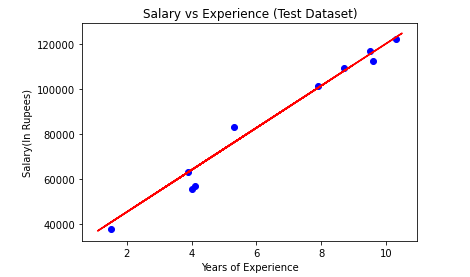 Salary vs Experience (Test Dataset)
120000
100000
80000
60000
40000
Salary(In Rupees)
2 4 6 8 10
Years of Experience